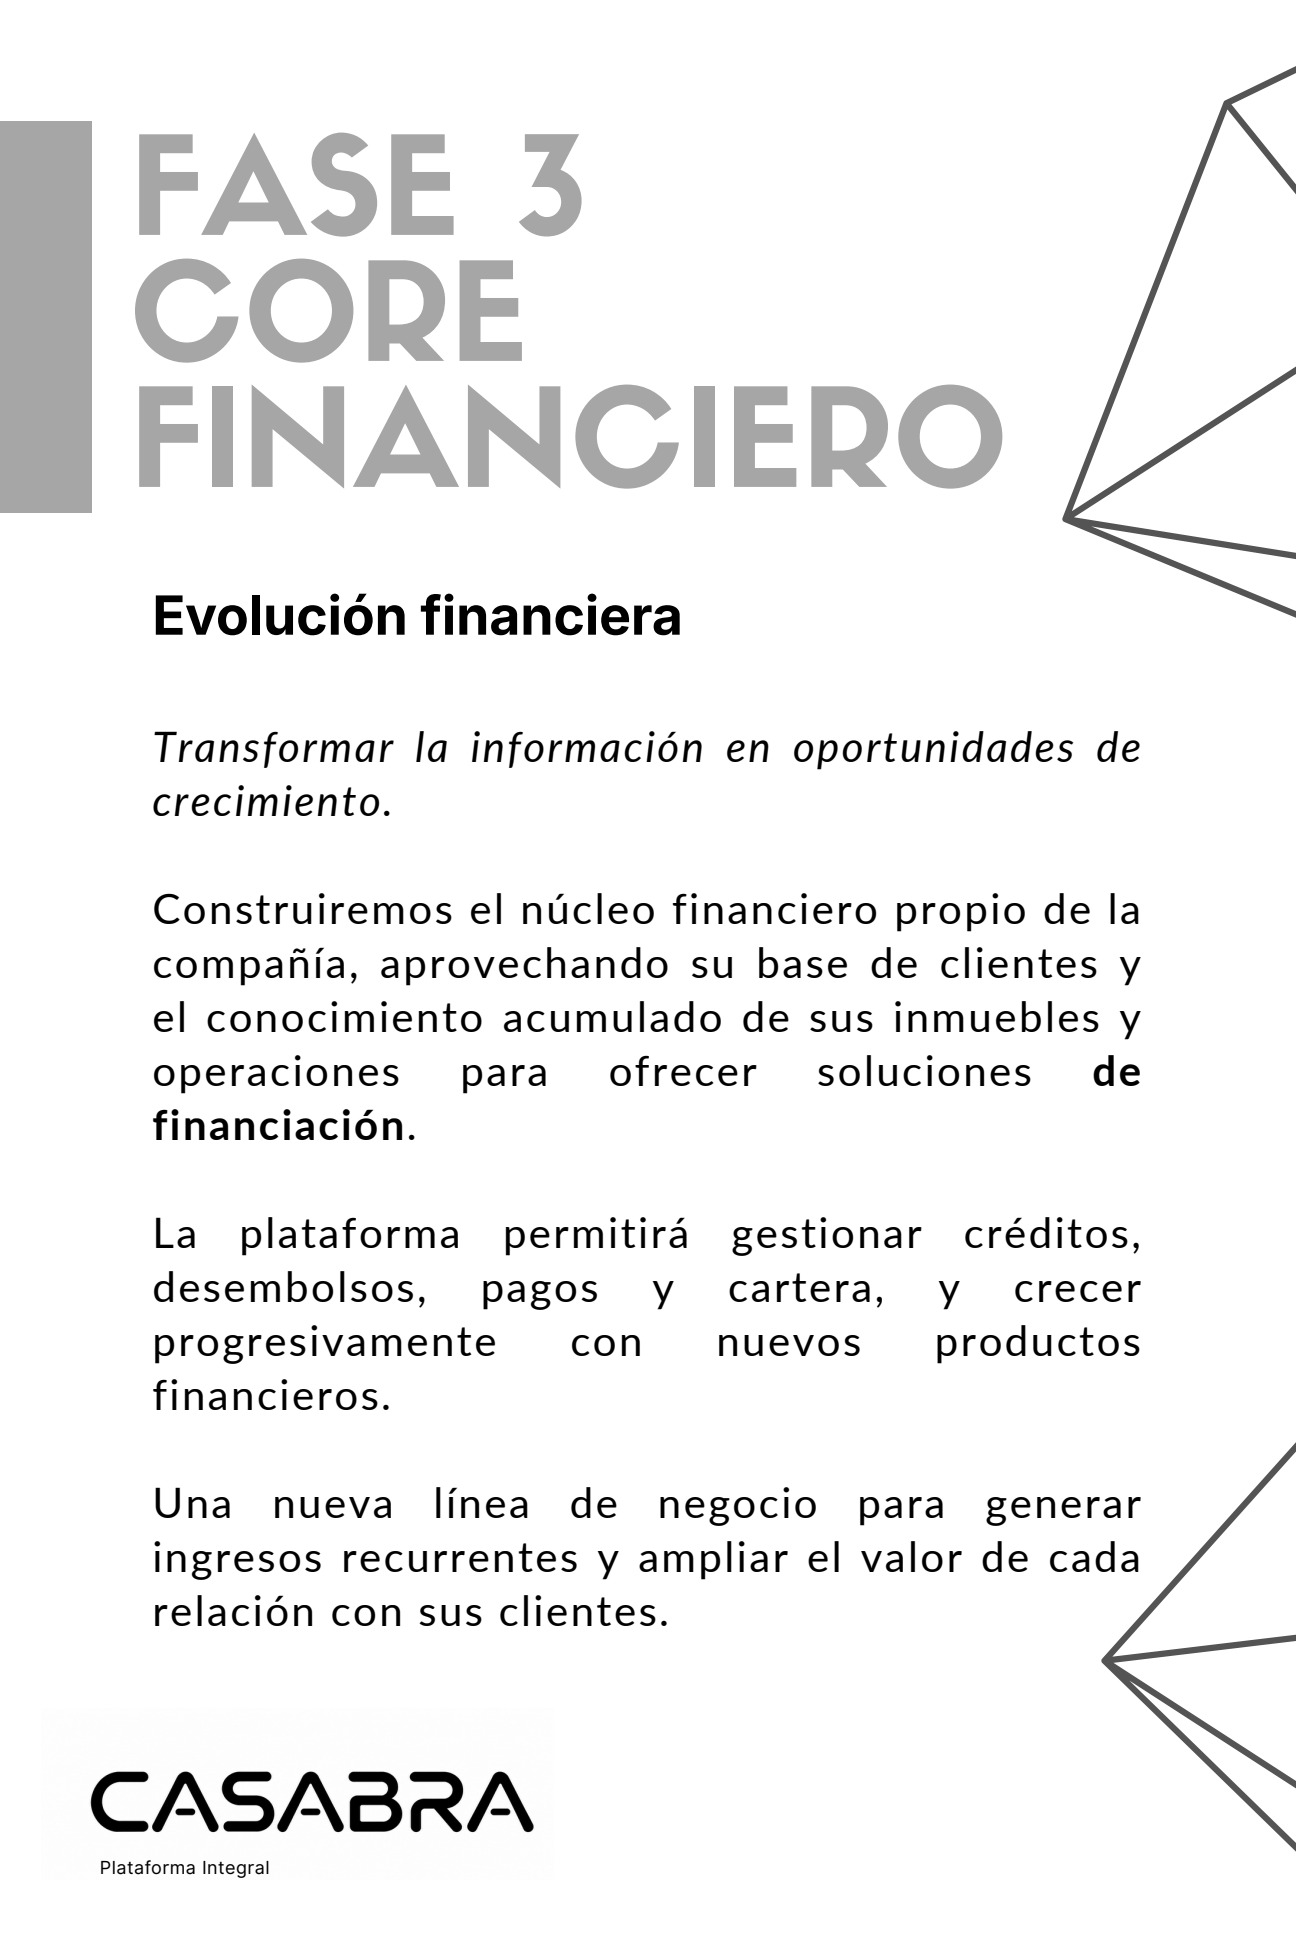 FASE 3
CORE
FINANCIERO
Evolución financiera
Transformar la información en oportunidades de
crecimiento.
Construiremos el núcleo financiero propio de la
compañía, aprovechando su base de clientes y
el conocimiento acumulado de sus inmuebles y
operaciones para ofrecer soluciones de
financiación.
La plataforma permitirá gestionar créditos,
desembolsos, pagos y cartera, y crecer
progresivamente con nuevos productos
financieros.
Una nueva línea de negocio para generar
ingresos recurrentes y ampliar el valor de cada
relación con sus clientes.
CASABRA
Plataforma Integral